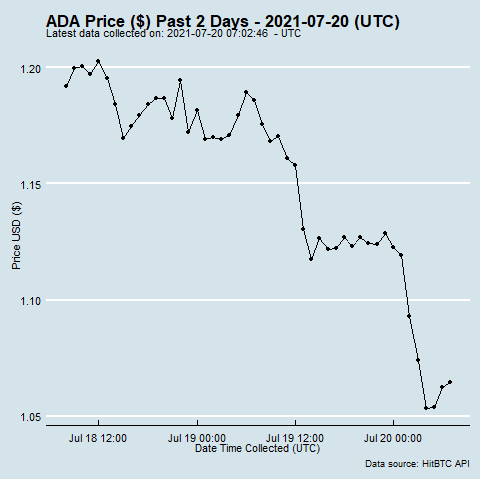 ADA Price ($) Past 2 Days - 2021-07-20 (UTC)
Latest data collected on: 2021-07-20 07:02:46 - UTC
1.20
1.15
1.10
1.05
Price USD ($)
Jul 18 12:00
Jul 19 00:00
Jul 19 12:00
Jul 20 00:00
Date Time Collected (UTC)
Data source: HitBTC API